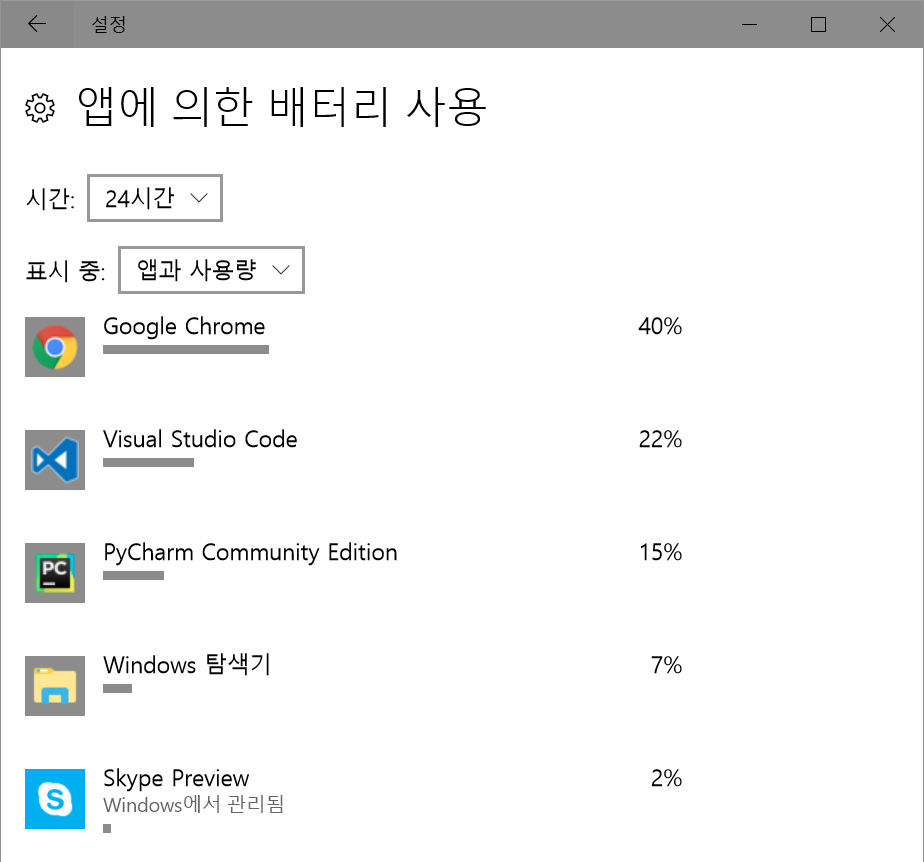 설정
앱에 의한 배터리 사용
시간: 24시간
표시 중: 앱과 사용량
Google Chrome 40%
Visual Studio Code 22%
PC
PyCharm Community Edition 15%
Windows 탐색기 7%
Skype Preview 2%
Windows에서 관리됨